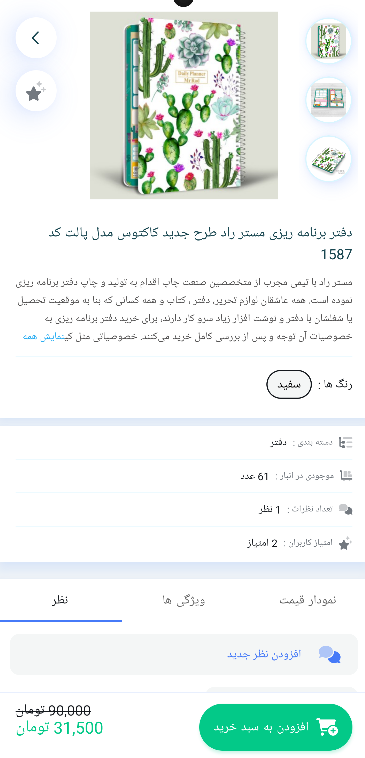 Daily Planner
Mr.Rad
دفتر برنامه ریزی مستر راد طرح جدید کاکتوس مدل پالت کد
1587
مستر راد با تیمی مجرب از متخصصین صنعت چاپ اقدام به تولید و چاپ دفتر برنامه ریزی
نموده است. همه عاشقان لوازم تحریر، دفتر ، کتاب و همه کسانی که بنا به موقعیت تحصیل
یا شغلشان با دفتر و نوشت افزار زیاد سرو کار دارند، برای خرید دفتر برنامه ریزی به
خصوصیات آن توجه و پس از بررسی کامل خرید می‌کنند. خصوصیاتی مثل کینمایش همه
رنگ ها : سفید
دسته بندی : دفتر
موجودی در انبار : 61 عدد
تعداد نظرات : 1 نظر
امتیاز کاربران : 2 امتیاز
نمودار قیمت ویژگی ها نظر
افزودن نظر جدید
افزودن به سبد خرید
90,000 تومان
31,500 تومان